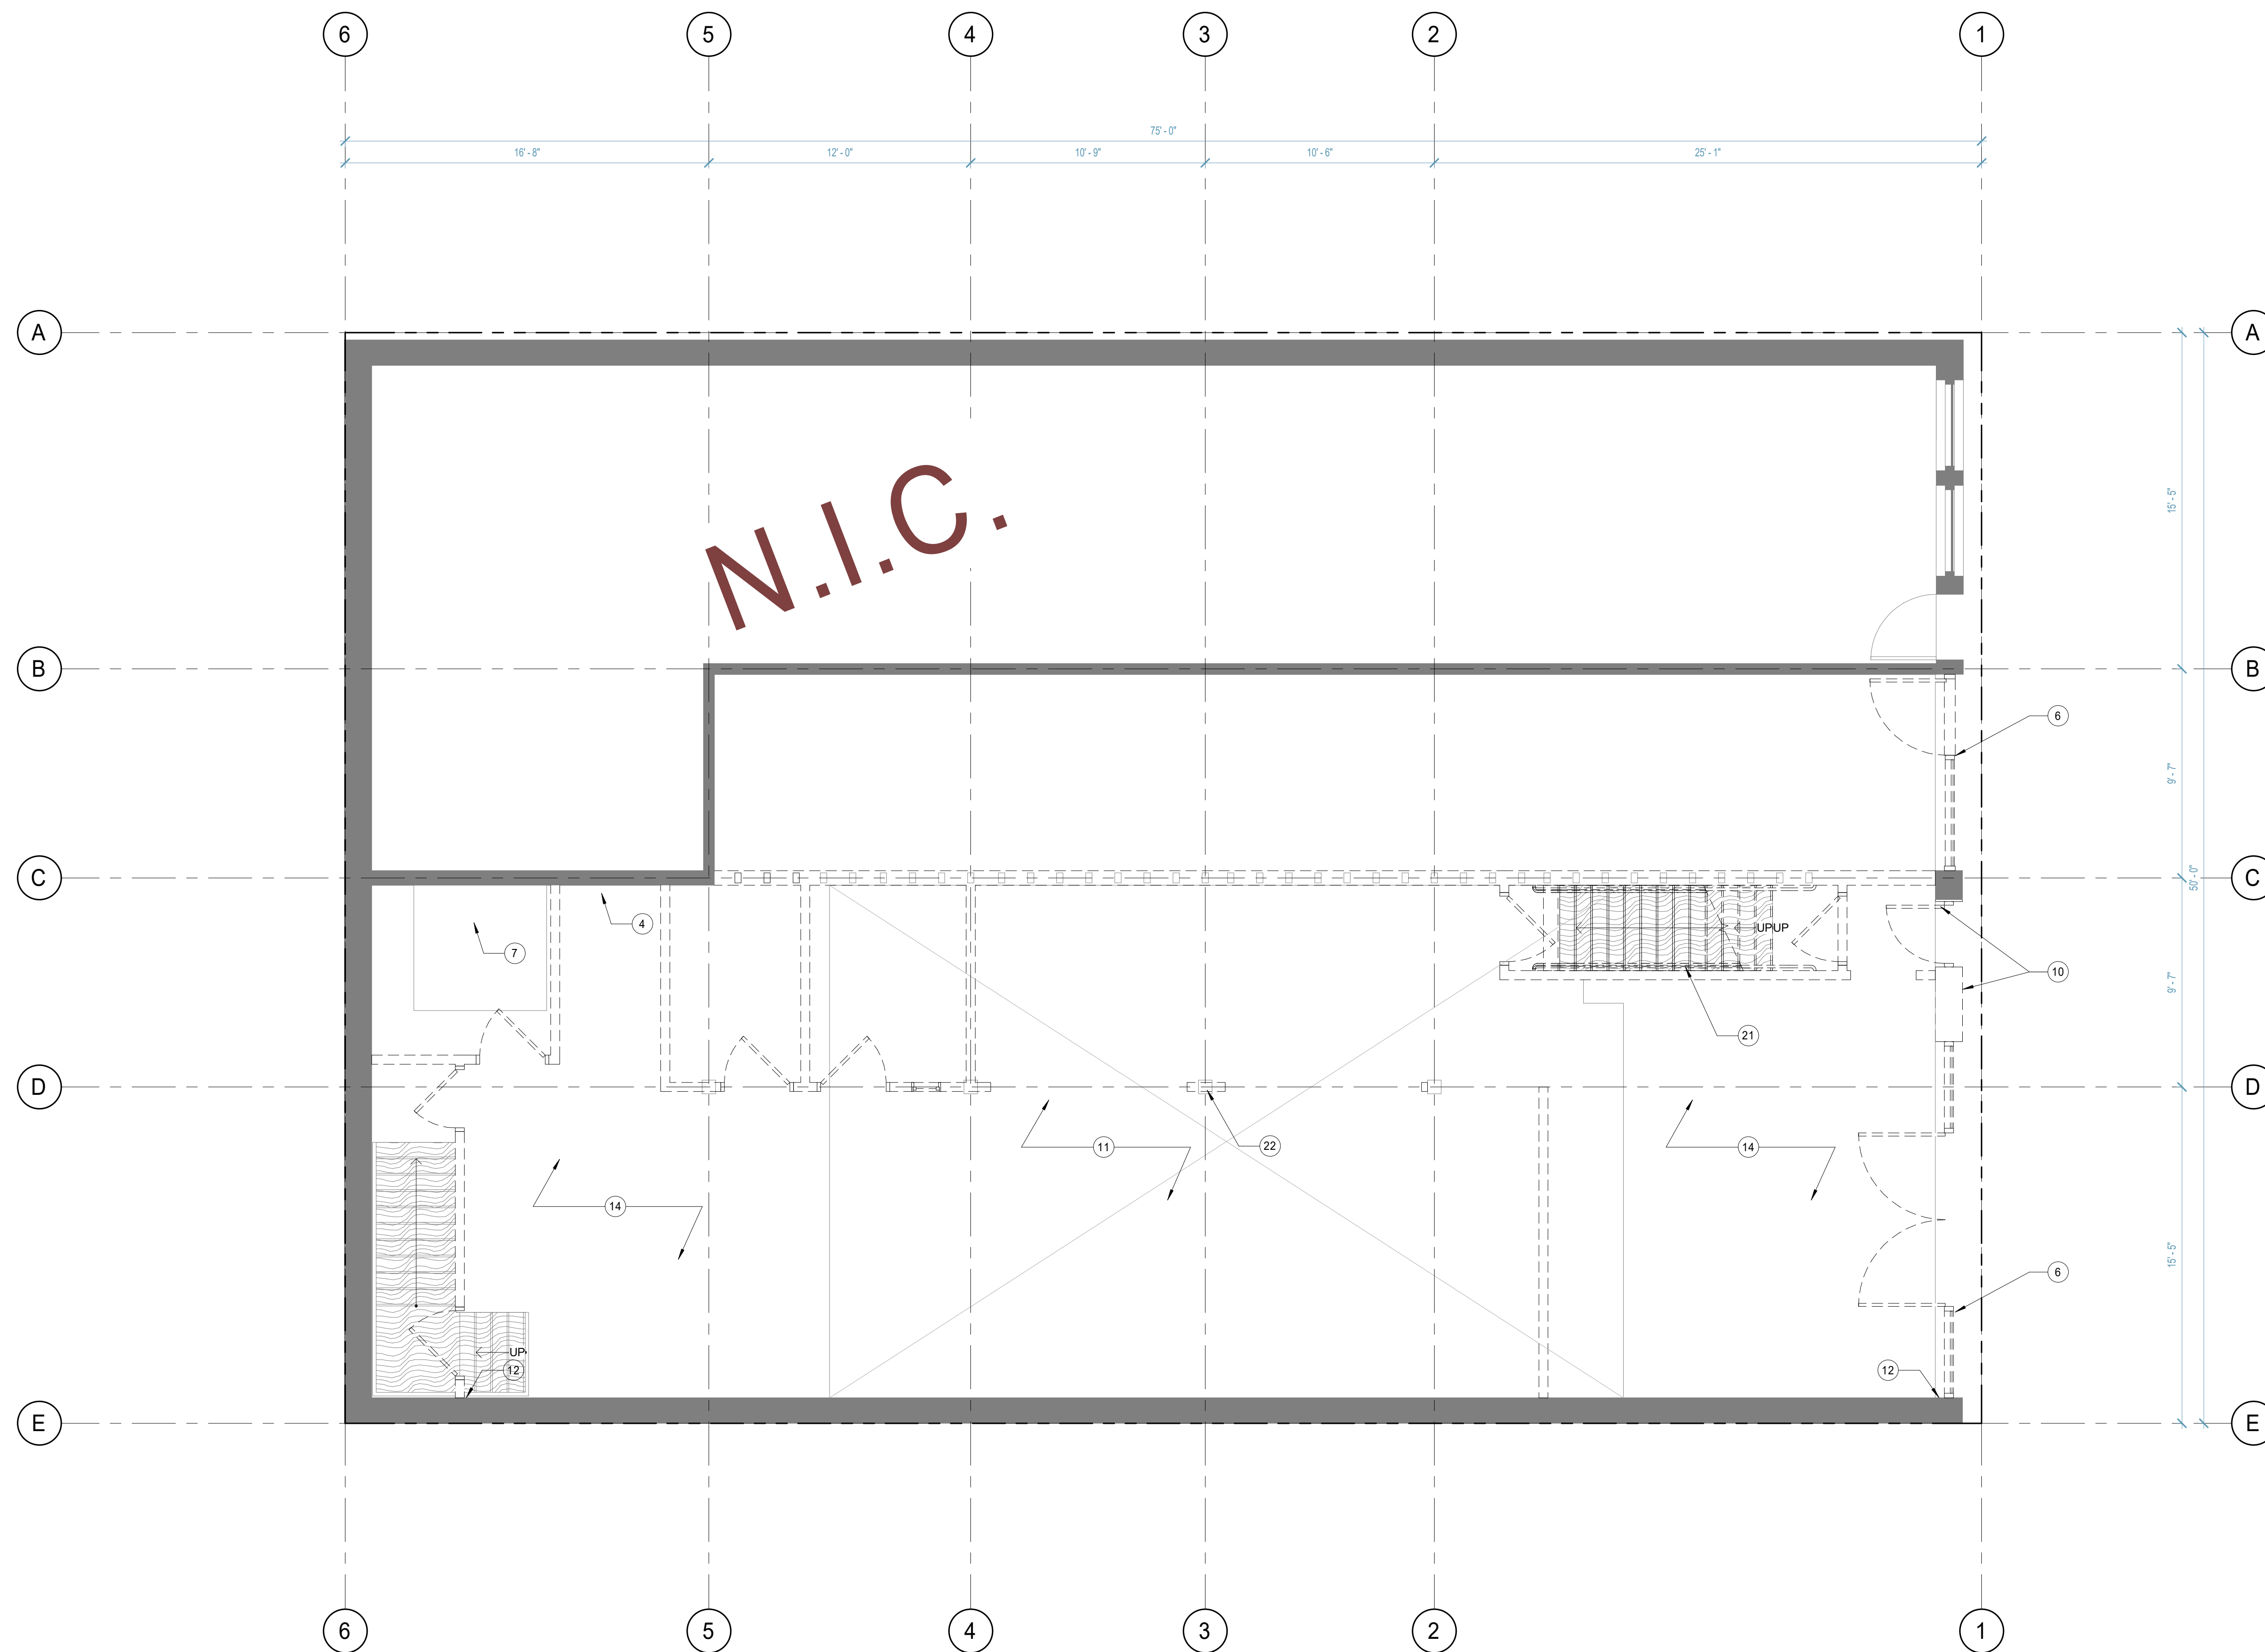 6 5 4 3 2 1
75' - 0"
16' - 8" 12' - 0" 10' - 9" 10' - 6" 25' - 1"
A A
N.I.C.
15' - 5"
B B
6
9' - 7"
C C
50' - 0"
4
UPUP
7
10
9' - 7"
21
D D
11
22
14
14
15' - 5"
6
UP
12
12
E E
6 5 4 3 2 1